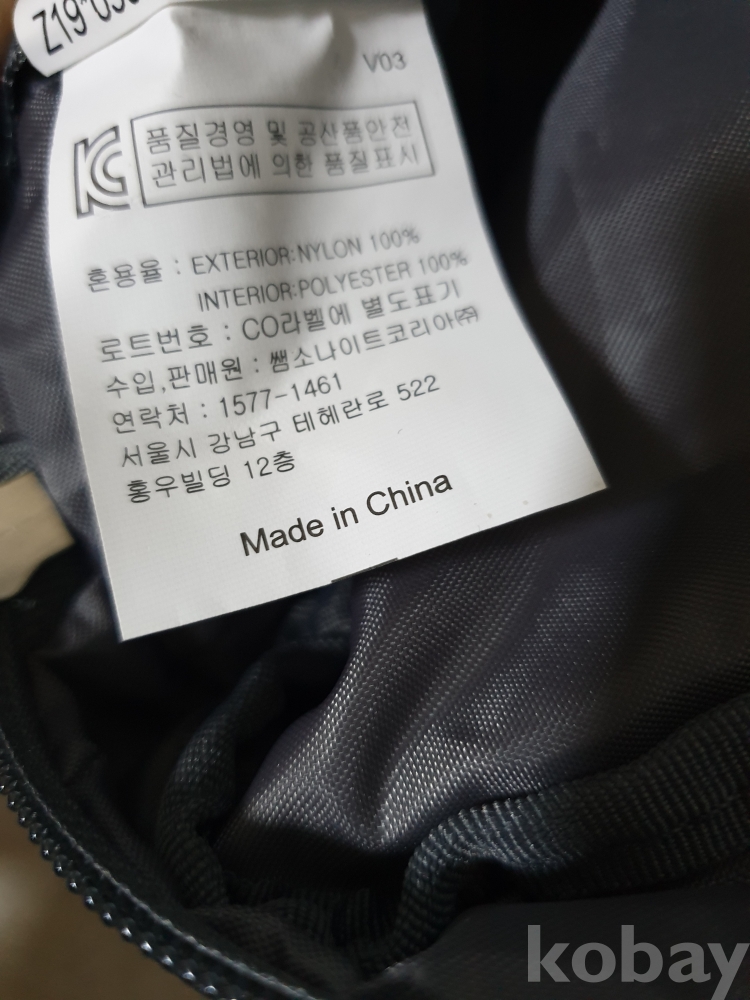 V03
KC
품질경영 및 공산품안전
관리법에 의한 품질표시
혼용율 : EXTERIOR:NYLON 100%
INTERIOR:POLYESTER 100%
로트번호 : CO라벨에 별도표기
수입,판매원 : 쌤소나이트코리아㈜
연락처 : 1577-1461
서울시 강남구 테헤란로 522
홍우빌딩 12층
Made in China
kobay